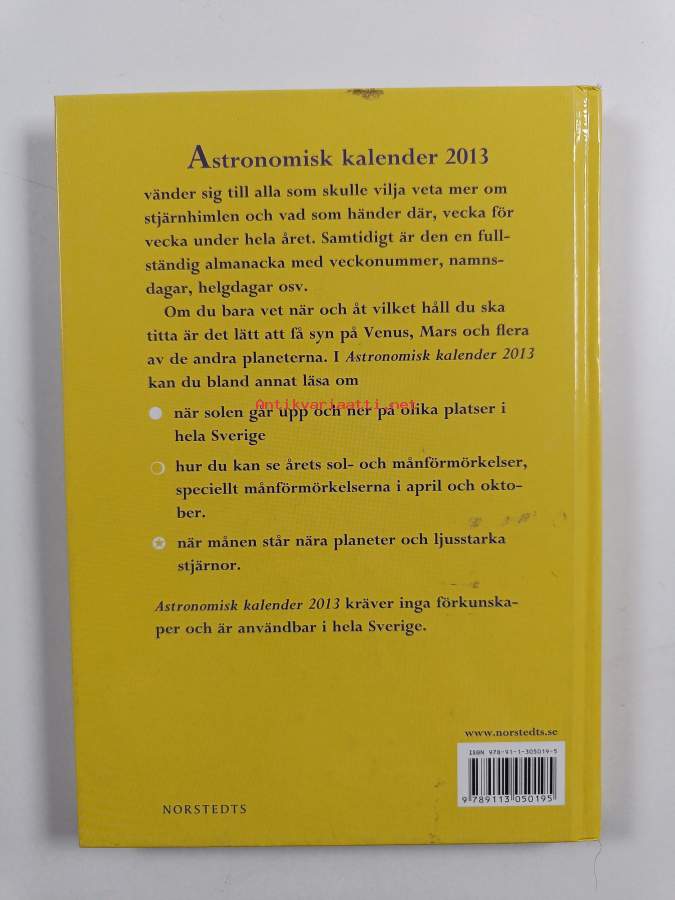 Astronomisk kalender 2013
vänder sig till alla som skulle vilja veta mer om
stjärnhimlen och vad som händer där, vecka för
vecka under hela året. Samtidigt är den en full-
ständig almanacka med veckonummer, namns-
dagar, helgdagar osv.
Om du bara vet när och åt vilket håll du ska
titta är det lätt att få syn på Venus, Mars och flera
av de andra planeterna. I Astronomisk kalender 2013
kan du bland annat läsa om
Antikvariaatti.net
när solen går upp och ner på olika platser i
hela Sverige
hur du kan se årets sol- och månförmörkelser,
speciellt månförmörkelserna i april och okto-
ber.
när månen står nära planeter och ljusstarka
stjärnor.
Astronomisk kalender 2013 kräver inga förkunska-
per och är användbar i hela Sverige.
www.norstedts.se
ISBN 978-91-1-305019-5
9 789113 050195
NORSTEDTS